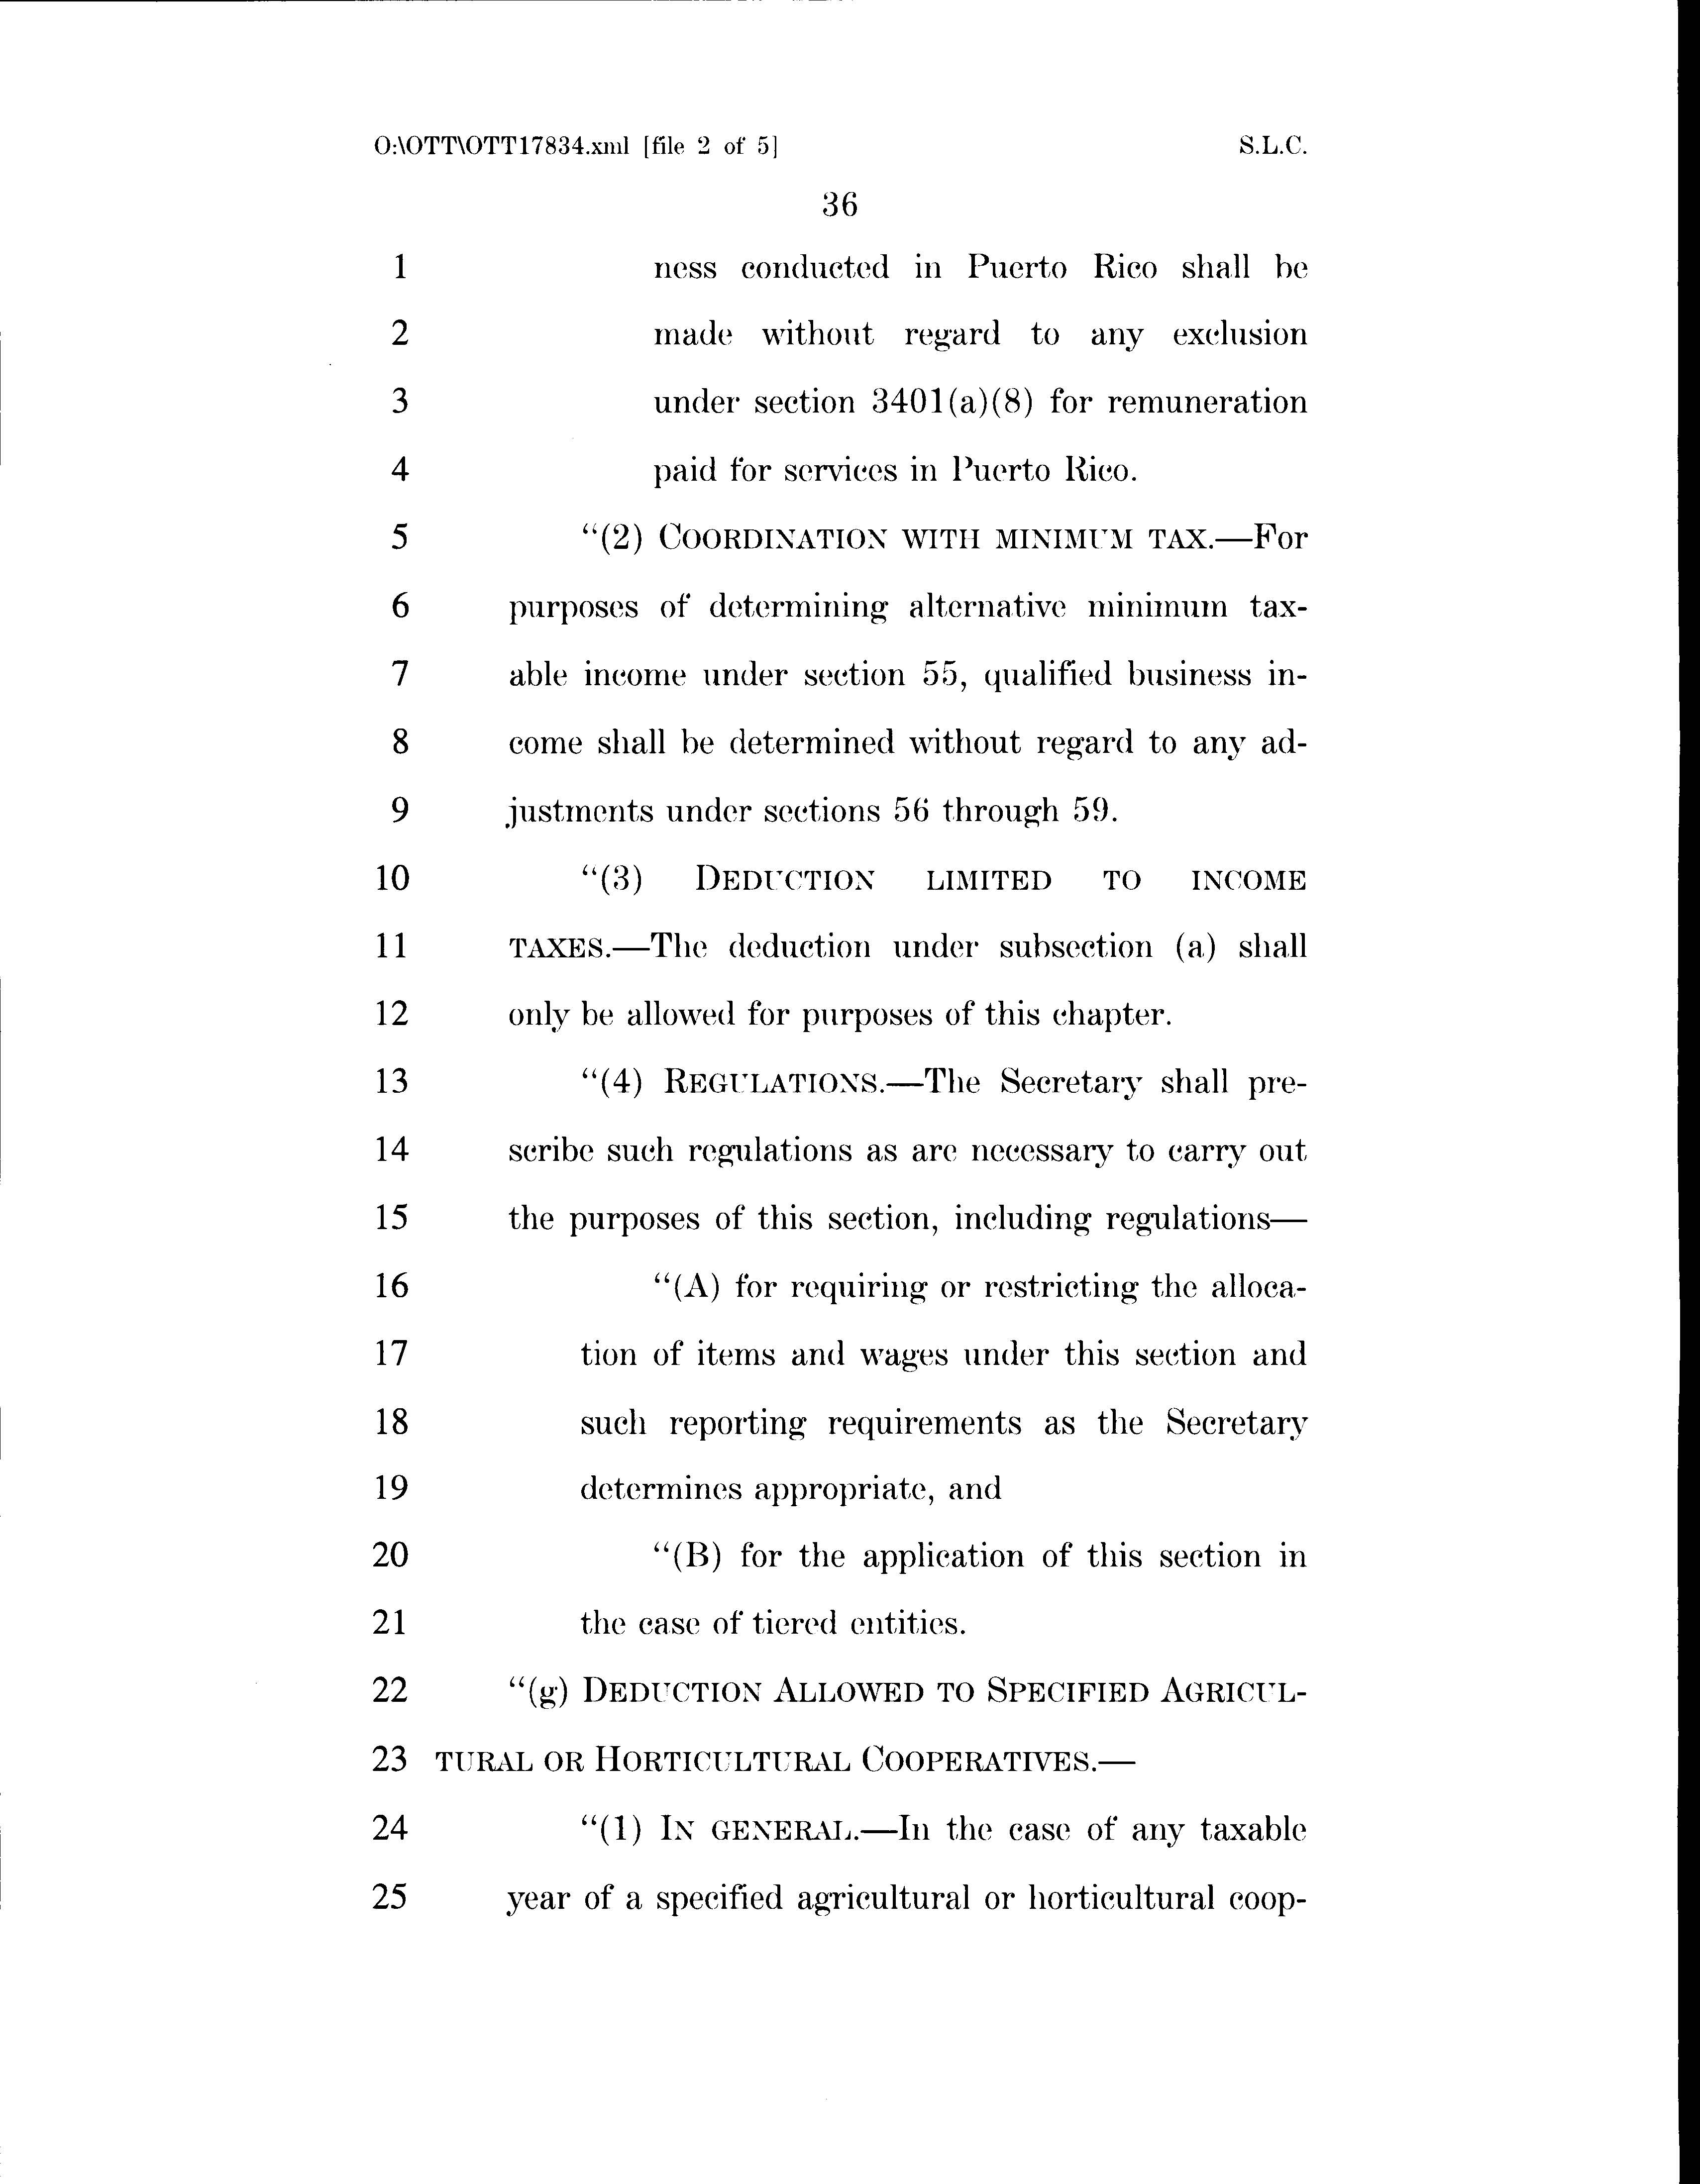 O:\OTT\OTT17834.xml [file 2 of 5] S.L.C.
36
1 ness conducted in Puerto Rico shall be
2 made without regard to any exclusion
3 under section 3401(a)(8) for remuneration
4 paid for services in Puerto Rico.
5 “(2) COORDINATION WITH MINIMUM TAX.—For
6 purposes of determining alternative minimum tax-
7 able income under section 55, qualified business in-
8 come shall be determined without regard to any ad-
9 justments under sections 56 through 59.
10 “(3) DEDUCTION LIMITED TO INCOME
11 TAXES.—The deduction under subsection (a) shall
12 only be allowed for purposes of this chapter.
13 “(4) REGULATIONS.—The Secretary shall pre-
14 scribe such regulations as are necessary to carry out
15 the purposes of this section, including regulations—
16 “(A) for requiring or restricting the alloca-
17 tion of items and wages under this section and
18 such reporting requirements as the Secretary
19 determines appropriate, and
20 “(B) for the application of this section in
21 the case of tiered entities.
22 “(g) DEDUCTION ALLOWED TO SPECIFIED AGRICUL-
23 TURAL OR HORTICULTURAL COOPERATIVES.—
24 “(1) IN GENERAL.—In the case of any taxable
25 year of a specified agricultural or horticultural coop-